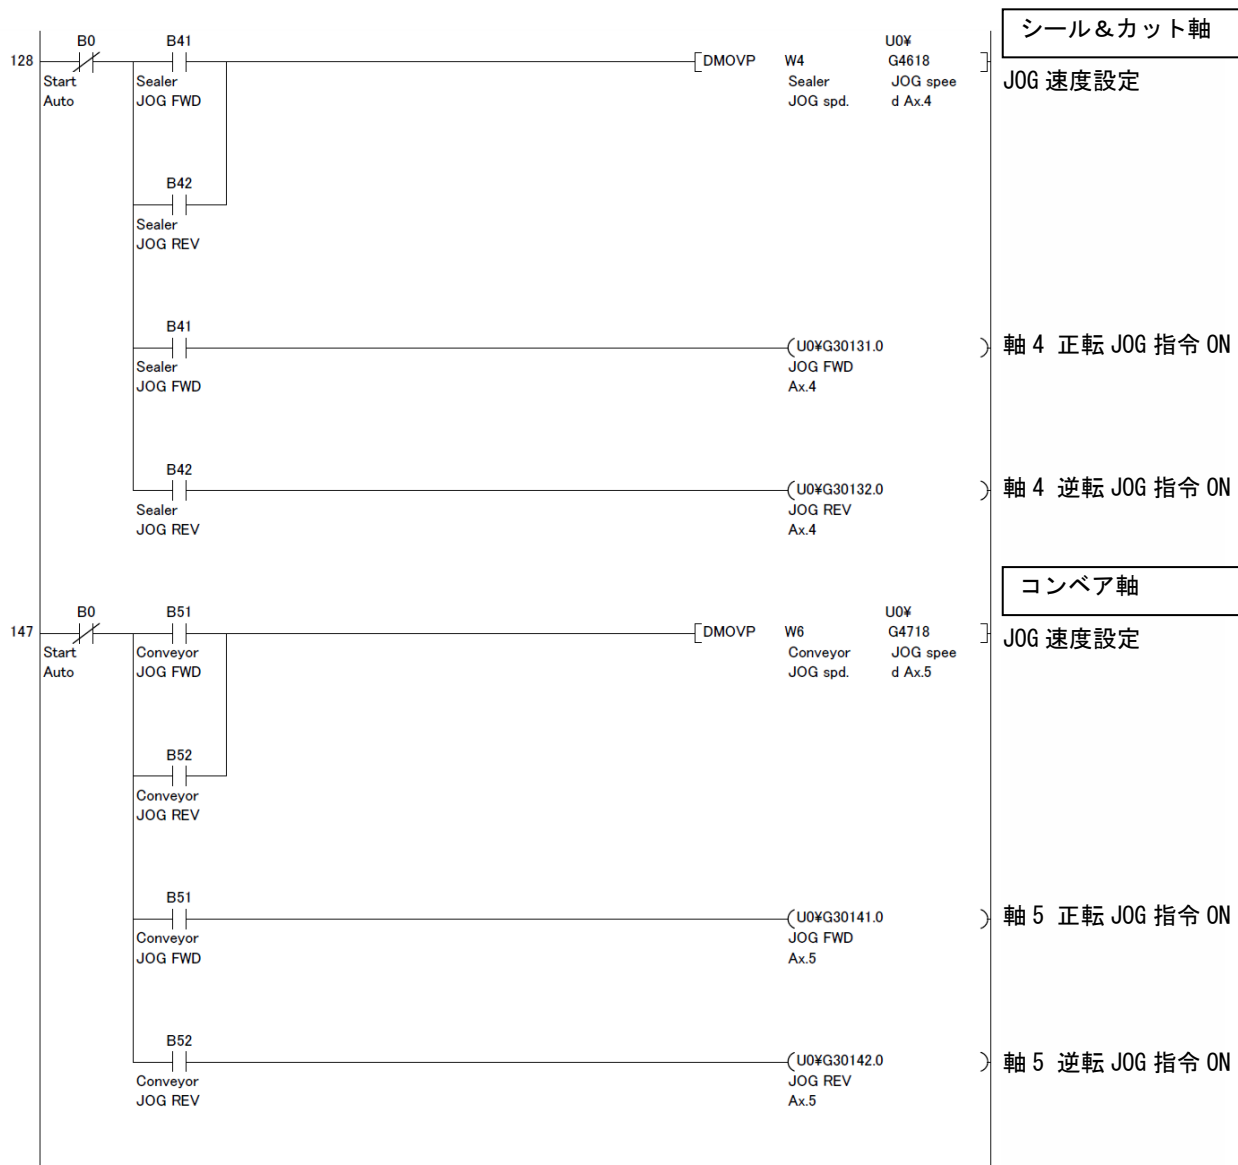 シール&カット軸
B0 B41 U0¥
128 DMOVP W4 G4618
JOG 速度設定
Start Sealer Sealer JOG spee
Auto JOG FWD JOG spd. d Ax.4
B42
Sealer
JOG REV
B41
U0¥G30131.0 軸4 正転 JOG 指令 ON
Sealer JOG FWD
JOG FWD Ax.4
B42
U0¥G30132.0 軸4 逆転 JOG 指令 ON
Sealer JOG REV
JOG REV Ax.4
コンベア軸
B0 B51 U0¥
147 DMOVP W6 G4718
JOG 速度設定
Start Conveyor Conveyor JOG spee
Auto JOG FWD JOG spd. d Ax.5
B52
Conveyor
JOG REV
B51
U0¥G30141.0 軸5 正転 JOG 指令 ON
Conveyor JOG FWD
JOG FWD Ax.5
B52
U0¥G30142.0 軸5 逆転 JOG 指令 ON
Conveyor JOG REV
JOG REV Ax.5